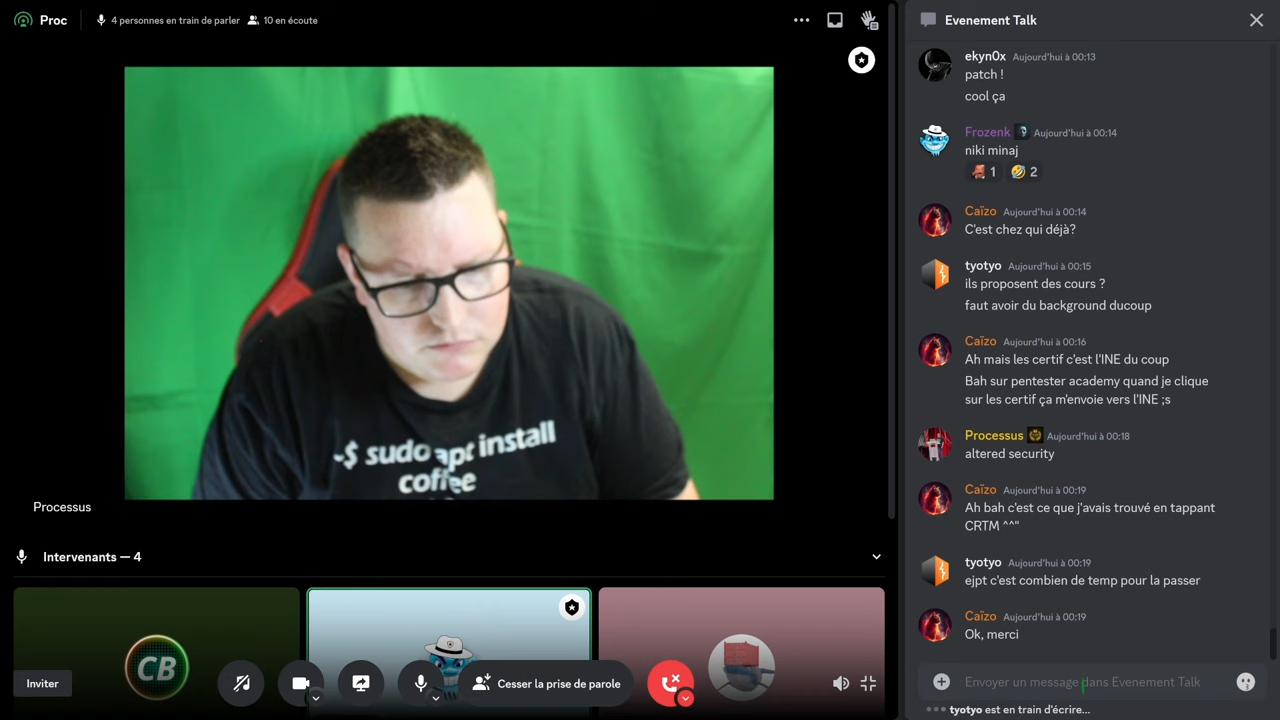 Proc
4 personnes en train de parler
10 en écoute
~$ sudo apt install
coffee
Processus
Intervenants — 4
CB
Inviter
Cesser la prise de parole
Evenement Talk
ekyn0x Aujourd'hui à 00:13
patch !
cool ça
Frozenk Aujourd'hui à 00:14
niki minaj
1 2
Caïzo Aujourd'hui à 00:14
C'est chez qui déjà?
tyotyo Aujourd'hui à 00:15
ils proposent des cours ?
faut avoir du background ducoup
Caïzo Aujourd'hui à 00:16
Ah mais les certif c'est l'INE du coup
Bah sur pentester academy quand je clique
sur les certif ça m'envoie vers l'INE ;s
Processus Aujourd'hui à 00:18
altered security
Caïzo Aujourd'hui à 00:19
Ah bah c'est ce que j'avais trouvé en tappant
CRTM ^^"
tyotyo Aujourd'hui à 00:19
ejpt c'est combien de temp pour la passer
Caïzo Aujourd'hui à 00:19
Ok, merci
Envoyer un message dans Evenement Talk
tyotyo est en train d'écrire...